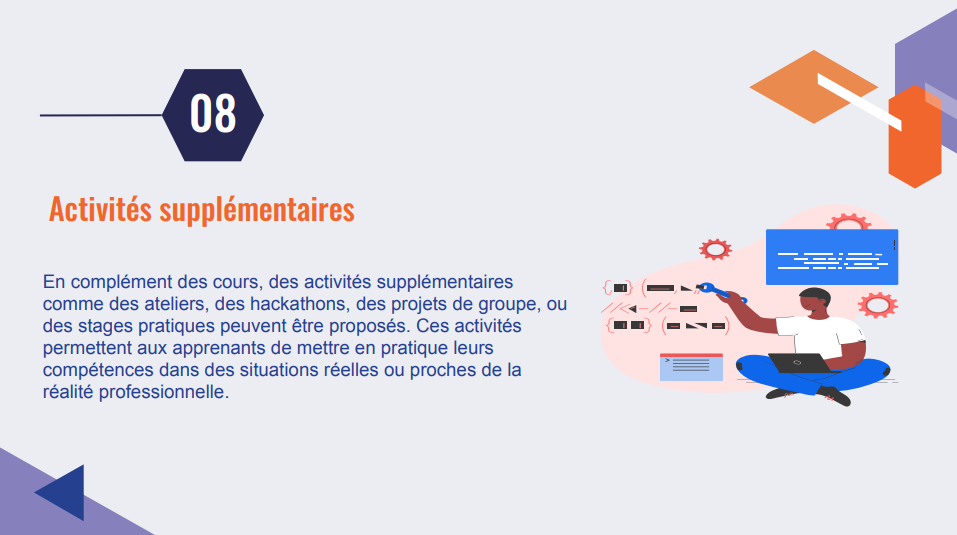 08
Activités supplémentaires
En complément des cours, des activités supplémentaires
comme des ateliers, des hackathons, des projets de groupe, ou
des stages pratiques peuvent être proposés. Ces activités
permettent aux apprenants de mettre en pratique leurs
compétences dans des situations réelles ou proches de la
réalité professionnelle.